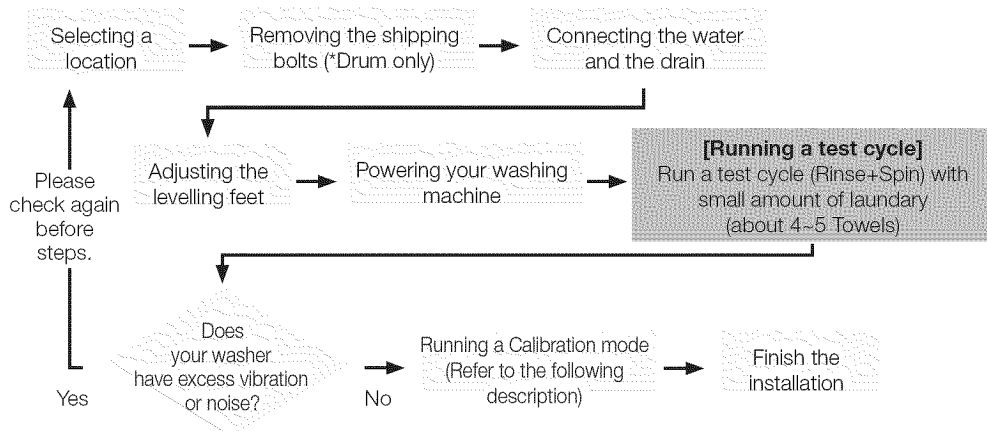 Selecting a
location
Removing the shipping
bolts (*Drum only)
Connecting the water
and the drain
Adjusting the
levelling feet
Powering your washing
machine
[Running a test cycle]
Run a test cycle (Rinse+Spin) with
small amount of laundary
(about 4~5 Towels)
Please
check again
before
steps.
Does
your washer
have excess vibration
or noise?
Yes
No
Running a Calibration mode
(Refer to the following
description)
Finish the
installation